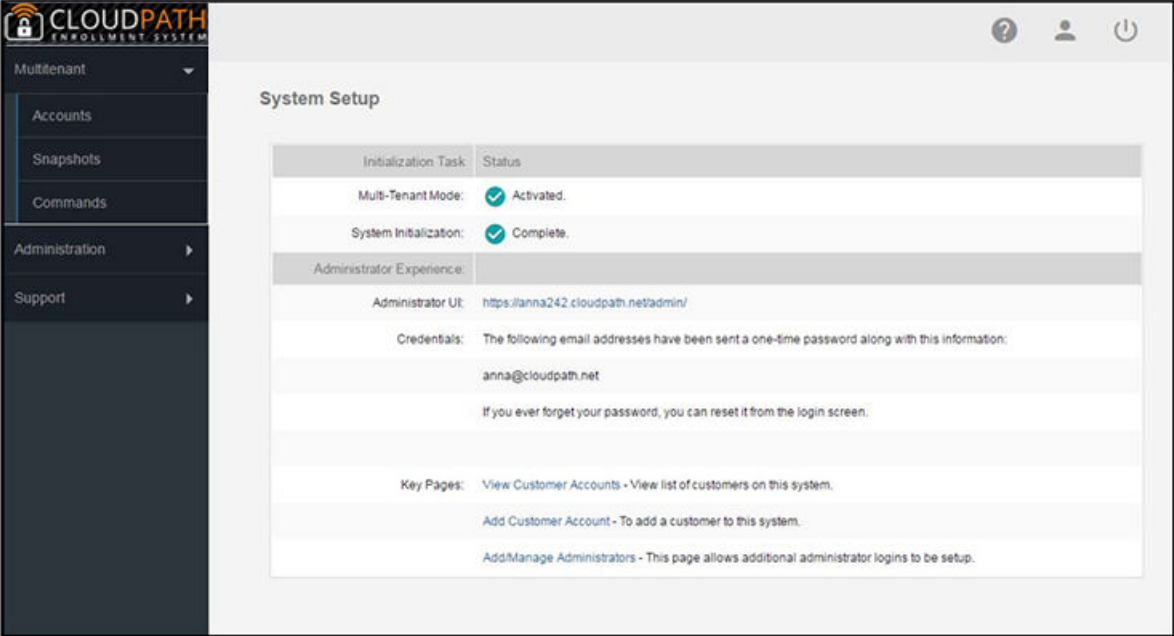 CLOUDPATH
ENROLLMENT SYSTEM
Multitenant
Accounts
Snapshots
Commands
Administration
Support
System Setup
Initialization Task Status
Multi-Tenant Mode: Activated.
System Initialization: Complete.
Administrator Experience:
Administrator UI: https://anna242.cloudpath.net/admin/
Credentials: The following email addresses have been sent a one-time password along with this information:
anna@cloudpath.net
If you ever forget your password, you can reset it from the login screen.
Key Pages: View Customer Accounts - View list of customers on this system.
Add Customer Account - To add a customer to this system.
Add/Manage Administrators - This page allows additional administrator logins to be setup.